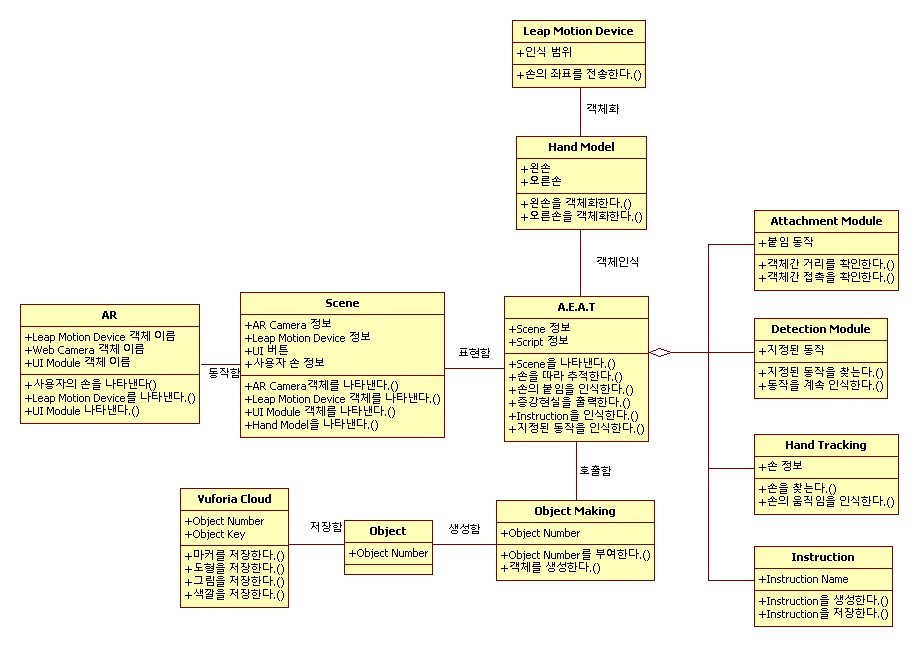 Leap Motion Device
+인식 범위
+손의 좌표를 전송한다.()
객체화
Hand Model
+왼손
+오른손
+왼손을 객체화한다.()
+오른손을 객체화한다.()
객체인식
Attachment Module
+붙임 동작
+객체간 거리를 확인한다.()
+객체간 접촉을 확인한다.()
AR
+Leap Motion Device 객체 이름
+Web Camera 객체 이름
+UI Module 객체 이름
+사용자의 손을 나타낸다()
+Leap Motion Device를 나타낸다.()
+UI Module 나타낸다.()
동작함
Scene
+AR Camera 정보
+Leap Motion Device 정보
+UI 버튼
+사용자 손 정보
+AR Camera객체를 나타낸다.()
+Leap Motion Device 객체를 나타낸다.()
+UI Module 객체를 나타낸다.()
+Hand Model을 나타낸다.()
표현함
A.E.A.T
+Scene 정보
+Script 정보
+Scene을 나타낸다.()
+손을 따라 추적한다.()
+손의 붙임을 인식한다.()
+증강현실을 출력한다.()
+Instruction을 인식한다.()
+지정된 동작을 인식한다.()
Detection Module
+지정된 동작
+지정된 동작을 찾는다.()
+동작을 계속 인식한다.()
Hand Tracking
+손 정보
+손을 찾는다.()
+손의 움직임을 인식한다.()
호출함
Vuforia Cloud
+Object Number
+Object Key
+마커를 저장한다.()
+도형을 저장한다.()
+그림을 저장한다.()
+색깔을 저장한다.()
저장함
Object
+Object Number
생성함
Object Making
+Object Number
+Object Number를 부여한다.()
+객체를 생성한다.()
Instruction
+Instruction Name
+Instruction을 생성한다.()
+Instruction을 저장한다.()